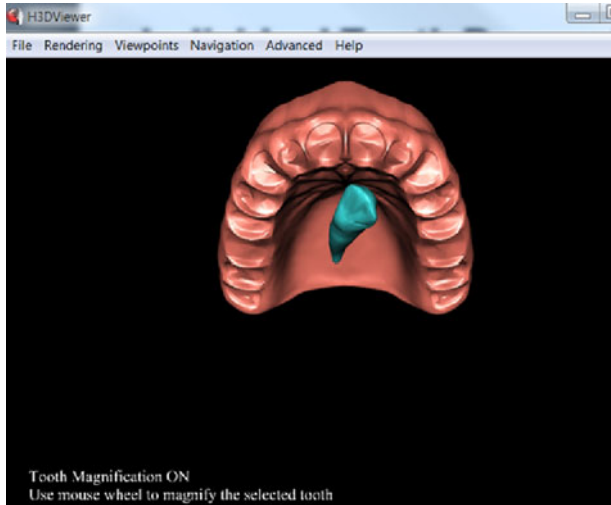 H3DViewer
File Rendering Viewpoints Navigation Advanced Help
Tooth Magnification ON
Use mouse wheel to magnify the selected tooth